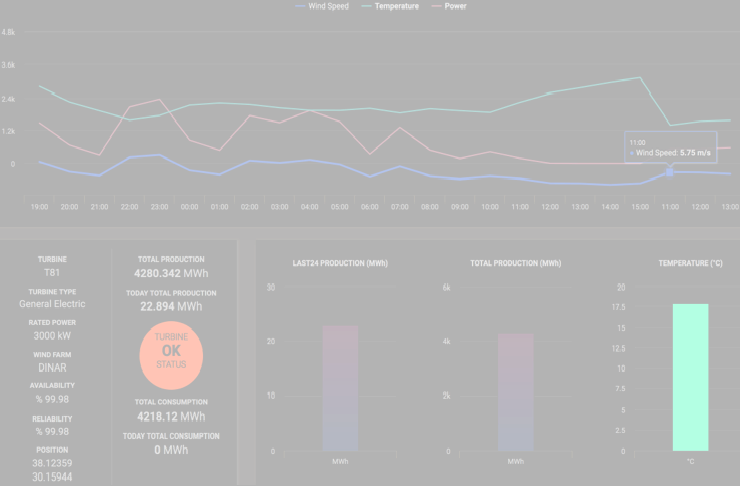 Wind Speed Temperature Power
4.8k
3.6k
2.4k
1.2k
0
11:00
Wind Speed: 5.75 m/s
19:00 20:00 21:00 22:00 23:00 00:00 01:00 02:00 03:00 04:00 05:00 06:00 07:00 08:00 09:00 10:00 11:00 12:00 13:00 14:00 15:00 11:00 12:00 13:00
TURBINE
T81
TURBINE TYPE
General Electric
RATED POWER
3000 kW
WIND FARM
DINAR
AVAILABILITY
% 99.98
RELIABILITY
% 99.98
POSITION
38.12359
30.15944
TOTAL PRODUCTION
4280.342 MWh
TODAY TOTAL PRODUCTION
22.894 MWh
TURBINE
OK
STATUS
TOTAL CONSUMPTION
4218.12 MWh
TODAY TOTAL CONSUMPTION
0 MWh
LAST24 PRODUCTION (MWh)
30
20
10
0
MWh
TOTAL PRODUCTION (MWh)
6k
4k
2k
0
MWh
TEMPERATURE (°C)
20
17.5
15
12.5
10
7.5
5
2.5
0
°C